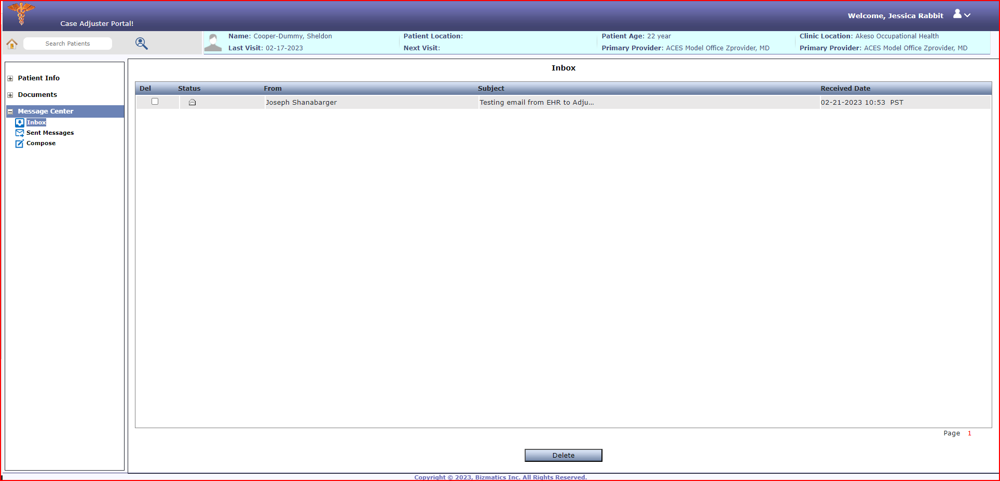 Case Adjuster Portal!
Welcome, Jessica Rabbit
Search Patients
Name: Cooper-Dummy, Sheldon
Patient Location:
Patient Age: 22 year
Clinic Location: Akeso Occupational Health
Last Visit: 02-17-2023
Next Visit:
Primary Provider: ACES Model Office Zprovider, MD
Primary Provider: ACES Model Office Zprovider, MD
Patient Info
Documents
Message Center
Inbox
Sent Messages
Compose
Inbox
Del Status From Subject Received Date
Joseph Shanabarger Testing email from EHR to Adju... 02-21-2023 10:53 PST
Page 1
Delete
Copyright © 2023, Bizmatics Inc. All Rights Reserved.